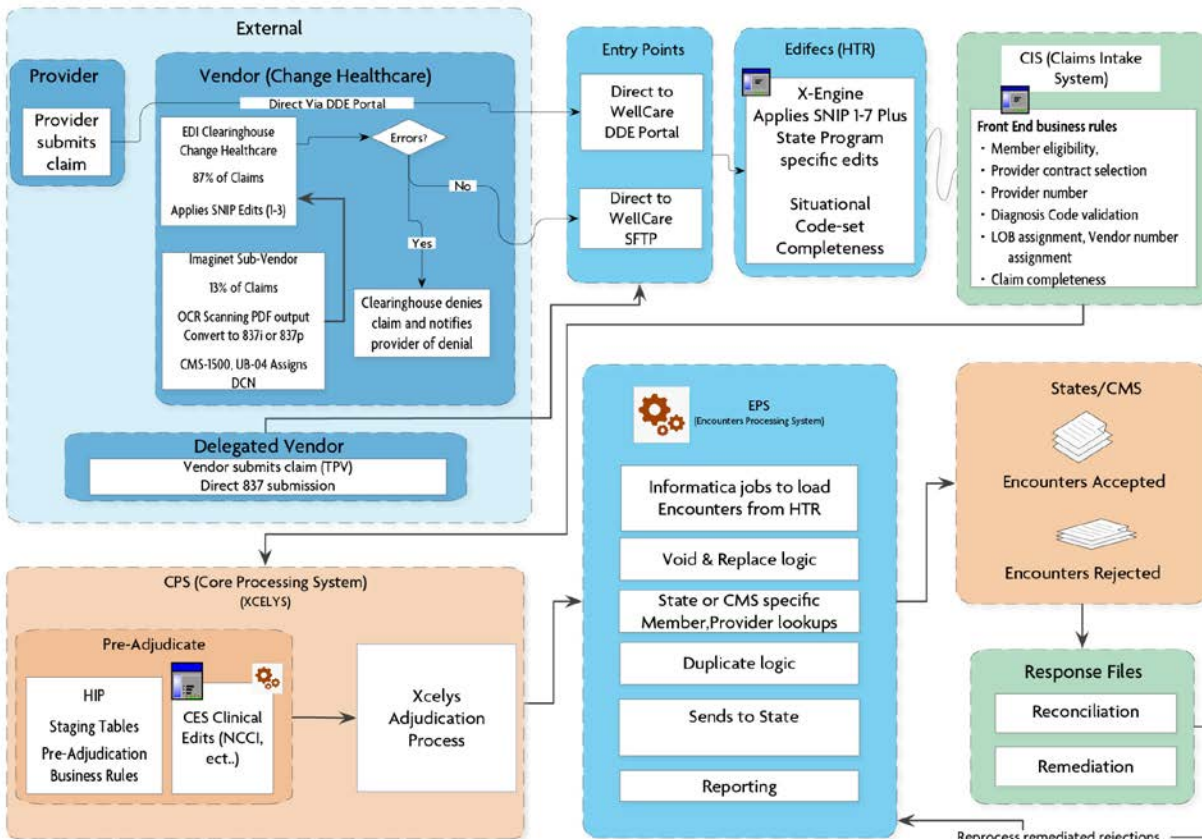 External
Provider
Provider
submits
claim
Vendor (Change Healthcare)
Direct Via DDE Portal
EDI Clearinghouse
Change Healthcare
87% of Claims
Applies SNIP Edits (1-3)
Errors?
No
Yes
Imaginet Sub-Vendor
13% of Claims
OCR Scanning PDF output
Convert to 837i or 837p
CMS-1500, UB-04 Assigns
DCN
Clearinghouse denies
claim and notifies
provider of denial
Delegated Vendor
Vendor submits claim (TPV)
Direct 837 submission
Entry Points
Direct to
WellCare
DDE Portal
Direct to
WellCare
SFTP
Edifecs (HTR)
X-Engine
Applies SNIP 1-7 Plus
State Program
specific edits
Situational
Code-set
Completeness
CIS (Claims Intake
System)
Front End business rules
· Member eligibility,
· Provider contract selection
· Provider number
· Diagnosis Code validation
· LOB assignment, Vendor number
assignment
· Claim completeness
CPS (Core Processing System)
(XCELYS)
Pre-Adjudicate
HIP
Staging Tables
Pre-Adjudication
Business Rules
CES Clinical
Edits (NCCI,
ect..)
Xcelys
Adjudication
Process
EPS
(Encounters Processing System)
Informatica jobs to load
Encounters from HTR
Void & Replace logic
State or CMS specific
Member,Provider lookups
Duplicate logic
Sends to State
Reporting
States/CMS
Encounters Accepted
Encounters Rejected
Response Files
Reconciliation
Remediation
Reprocess remediated rejections